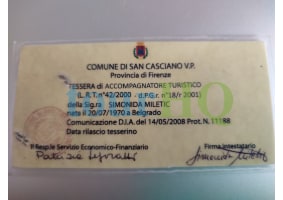 COMUNE DI SAN CASCIANO V.P.
Provincia di Firenze
TESSERA di ACCOMPAGNATORE TURISTICO
(L.R.T. n°42/2000 - d.P.G.r. n°18/r 2001)
della Sig.ra SIMONIDA MILETIC
nata il 20/07/1970 a Belgrado
Comunicazione D.I.A. del 14/05/2008 Prot. N. 11188
Data rilascio tesserino
Il Resp.le Servizio Economico-Finanziario
Firma intestatario